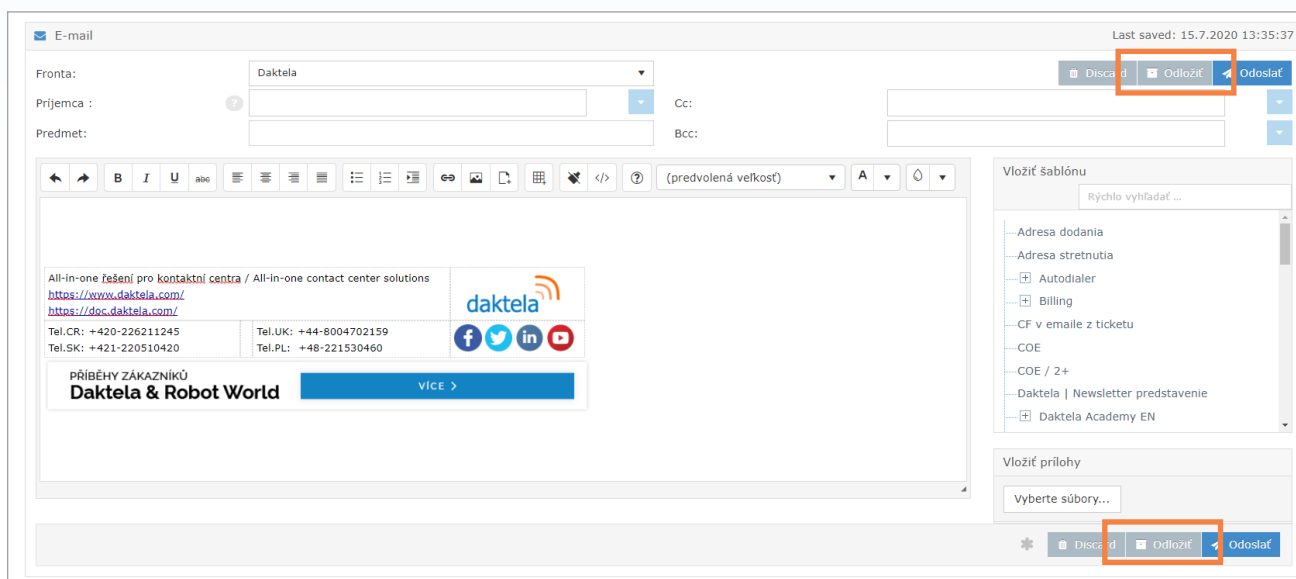 E-mail
Last saved: 15.7.2020 13:35:37
Fronta:
Daktela
Discard
Odložiť
Odoslať
Príjemca :
?
Cc:
Predmet:
Bcc:
B I U abc
(predvolená veľkosť)
A
Vložiť šablónu
Rýchlo vyhľadať ...
Adresa dodania
Adresa stretnutia
Autodialer
Billing
CF v emaile z ticketu
COE
COE / 2+
Daktela | Newsletter predstavenie
Daktela Academy EN
All-in-one řešení pro kontaktní centra / All-in-one contact center solutions
https://www.daktela.com/
https://doc.daktela.com/
daktela
Tel.CR: +420-226211245
Tel.UK: +44-8004702159
Tel.SK: +421-220510420
Tel.PL: +48-221530460
PŘÍBĚHY ZÁKAZNÍKŮ
Daktela & Robot World
VÍCE >
Vložiť prílohy
Vyberte súbory...
Discard
Odložiť
Odoslať